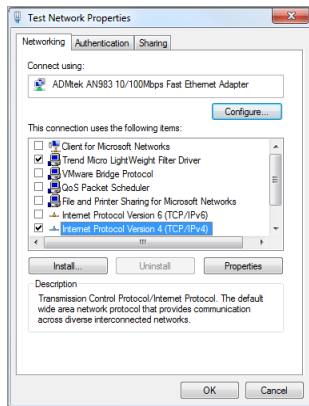 Test Network Properties
Networking Authentication Sharing
Connect using:
ADMtek AN983 10/100Mbps Fast Ethernet Adapter
Configure...
This connection uses the following items:
Client for Microsoft Networks
Trend Micro LightWeight Filter Driver
VMware Bridge Protocol
QoS Packet Scheduler
File and Printer Sharing for Microsoft Networks
Internet Protocol Version 6 (TCP/IPv6)
Internet Protocol Version 4 (TCP/IPv4)
Install... Uninstall Properties
Description
Transmission Control Protocol/Internet Protocol. The default
wide area network protocol that provides communication
across diverse interconnected networks.
OK Cancel